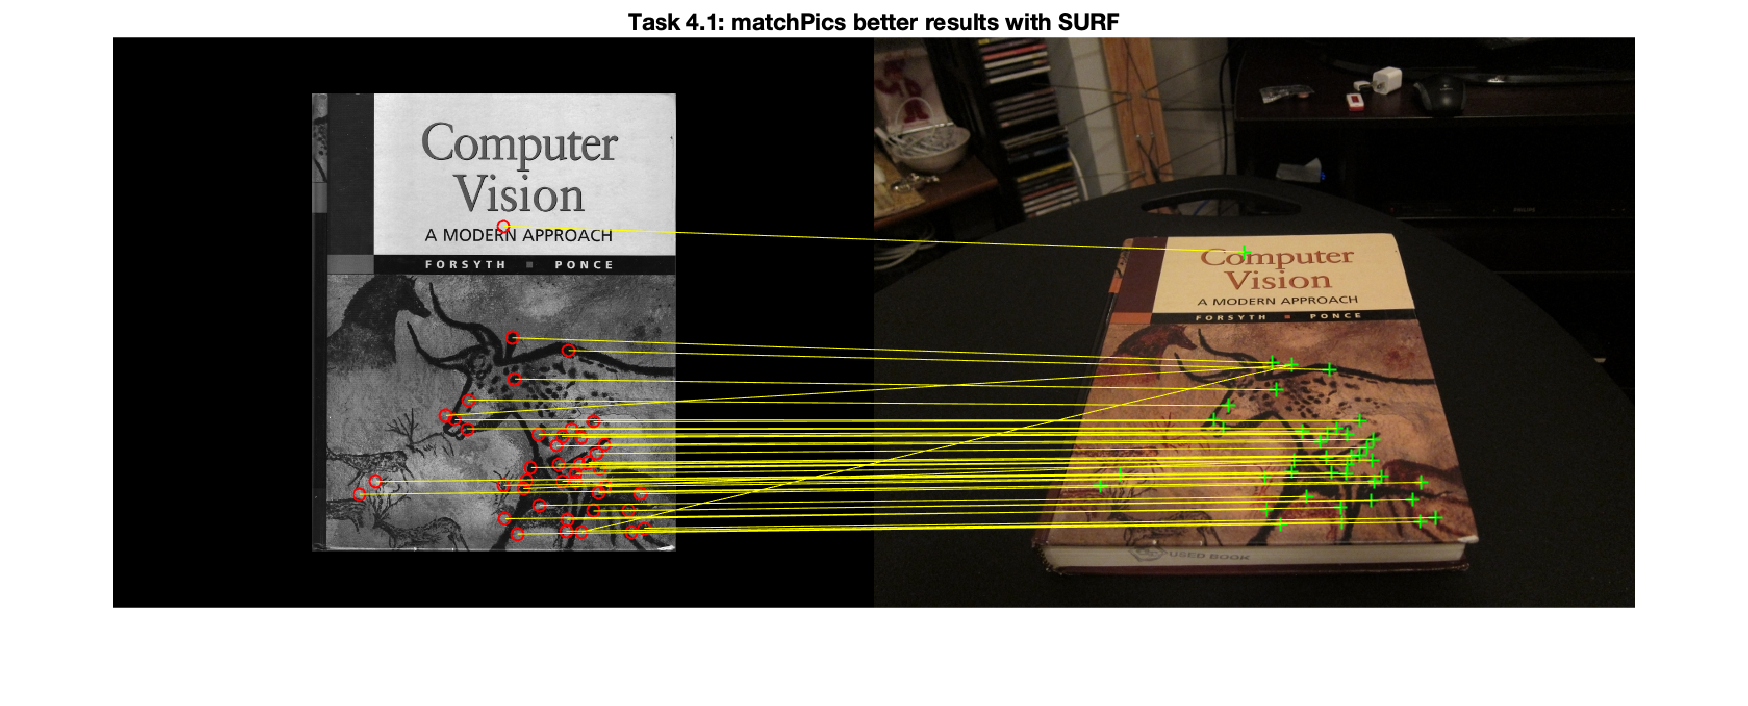 Task 4.1: matchPics better results with SURF
Computer
Vision
A MODERN APPROACH
FORSYTH PONCE
Computer
Vision
A MODERN APPROACH
FORSYTH PONCE
USED BOOK